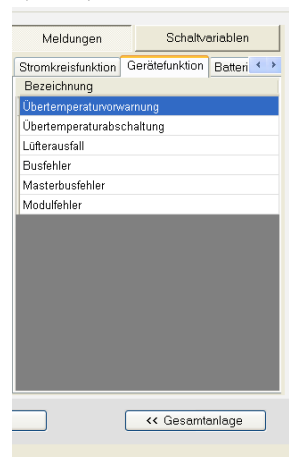 Meldungen Schaltvariablen
Stromkreisfunktion Gerätefunktion Batteri
Bezeichnung
Übertemperaturvorwarnung
Übertemperaturabschaltung
Lüfterausfall
Busfehler
Masterbusfehler
Modulfehler
<< Gesamtanlage